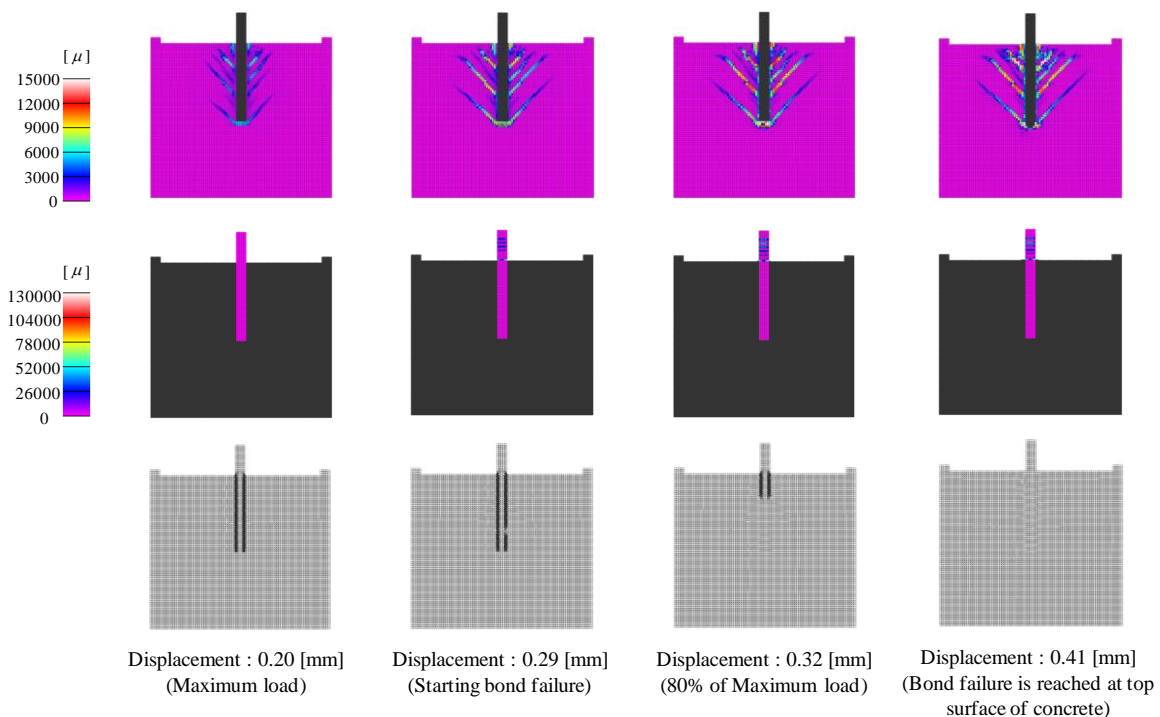 [μ]
15000
12000
9000
6000
3000
0
[μ]
130000
104000
78000
52000
26000
0
Displacement : 0.20 [mm]
(Maximum load)
Displacement : 0.29 [mm]
(Starting bond failure)
Displacement : 0.32 [mm]
(80% of Maximum load)
Displacement : 0.41 [mm]
(Bond failure is reached at top
surface of concrete)